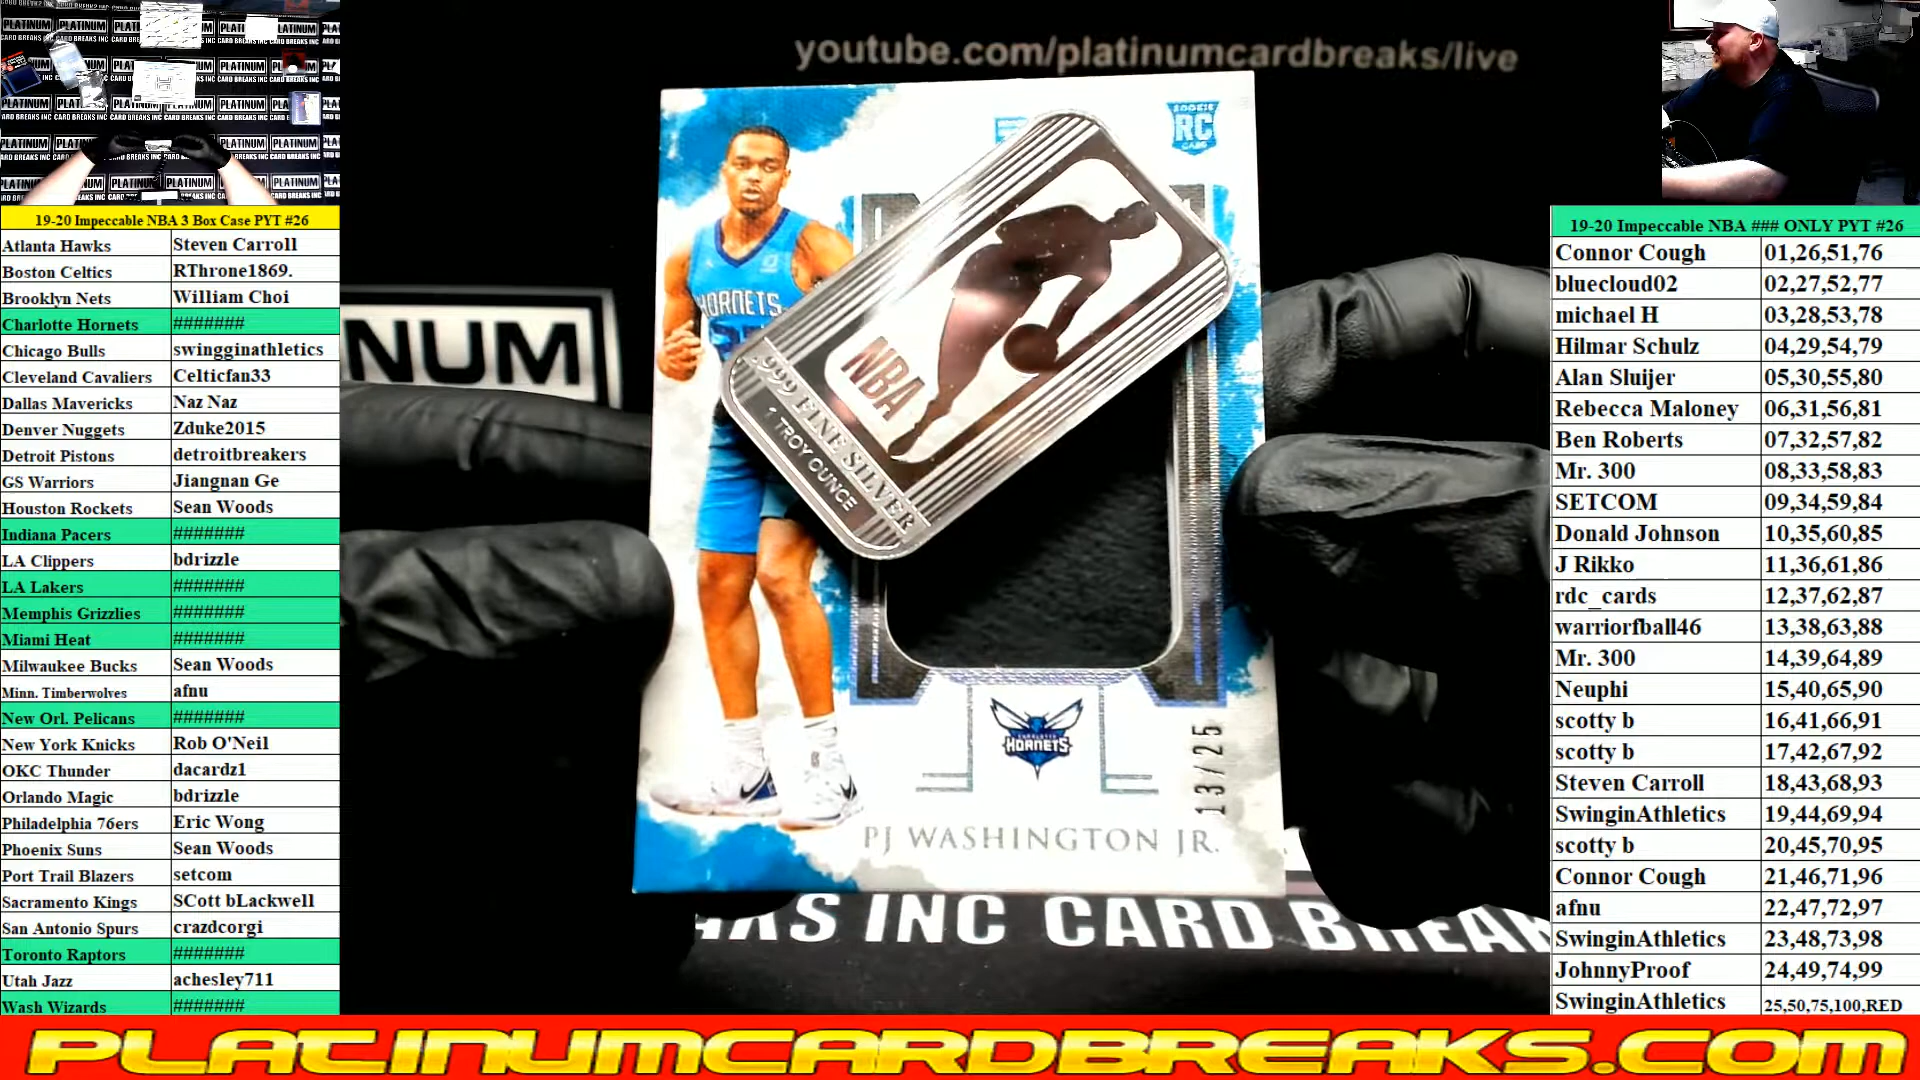 youtube.com/platinumcardbreaks/live
19-20 Impeccable NBA 3 Box Case PYT #26
Atlanta Hawks Steven Carroll
Boston Celtics RThrone1869.
Brooklyn Nets William Choi
Charlotte Hornets #######
Chicago Bulls swingginathletics
Cleveland Cavaliers Celticfan33
Dallas Mavericks Naz Naz
Denver Nuggets Zduke2015
Detroit Pistons detroitbreakers
GS Warriors Jiangnan Ge
Houston Rockets Sean Woods
Indiana Pacers #######
LA Clippers bdrizzle
LA Lakers #######
Memphis Grizzlies #######
Miami Heat #######
Milwaukee Bucks Sean Woods
Minn. Timberwolves afnu
New Orl. Pelicans #######
New York Knicks Rob O'Neil
OKC Thunder dacardz1
Orlando Magic bdrizzle
Philadelphia 76ers Eric Wong
Phoenix Suns Sean Woods
Port Trail Blazers setcom
Sacramento Kings SCott bLackwell
San Antonio Spurs crazdcorgi
Toronto Raptors #######
Utah Jazz achesley711
Wash Wizards #######
NUM
ROOKIE
RC
CARD
HORNETS
NBA
.999 FINE SILVER
1 TROY OUNCE
CHARLOTTE
HORNETS
13/25
PJ WASHINGTON JR.
INC CARD BREAK
19-20 Impeccable NBA ### ONLY PYT #26
Connor Cough 01,26,51,76
bluecloud02 02,27,52,77
michael H 03,28,53,78
Hilmar Schulz 04,29,54,79
Alan Sluijer 05,30,55,80
Rebecca Maloney 06,31,56,81
Ben Roberts 07,32,57,82
Mr. 300 08,33,58,83
SETCOM 09,34,59,84
Donald Johnson 10,35,60,85
J Rikko 11,36,61,86
rdc_cards 12,37,62,87
warriorfball46 13,38,63,88
Mr. 300 14,39,64,89
Neuphi 15,40,65,90
scotty b 16,41,66,91
scotty b 17,42,67,92
Steven Carroll 18,43,68,93
SwinginAthletics 19,44,69,94
scotty b 20,45,70,95
Connor Cough 21,46,71,96
afnu 22,47,72,97
SwinginAthletics 23,48,73,98
JohnnyProof 24,49,74,99
SwinginAthletics 25,50,75,100,RED
PLATINUMCARDBREAKS.COM